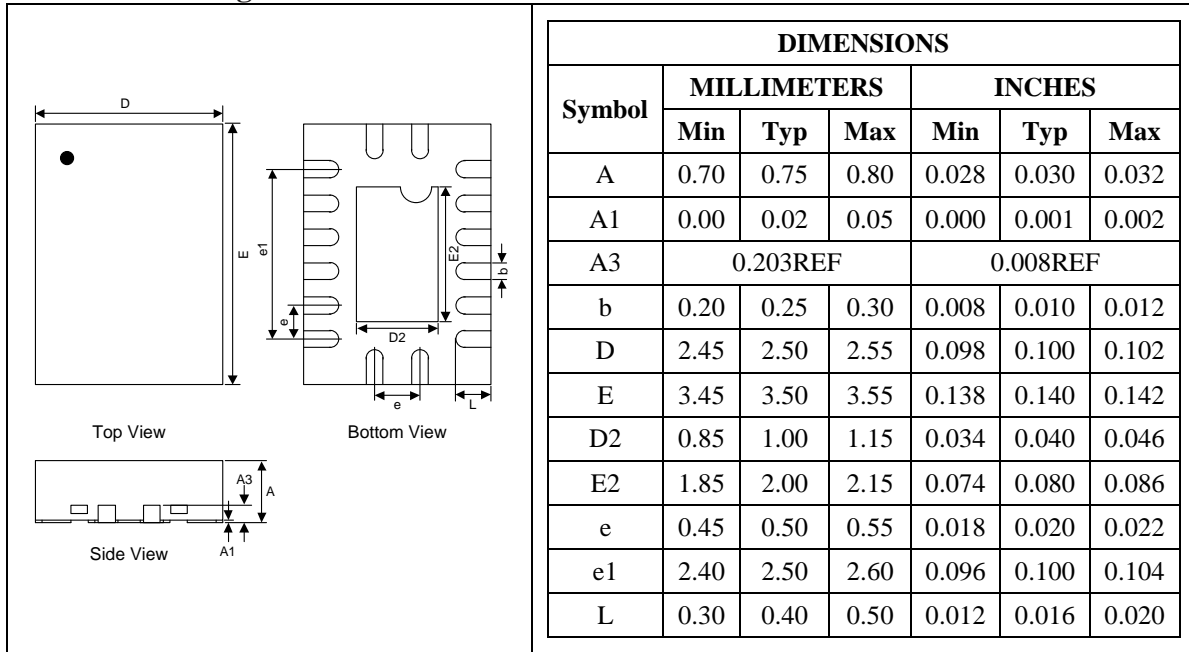 D
E
e1
e
E2
b
D2
e
L
Top View
Bottom View
A3
A
A1
Side View
DIMENSIONS
Symbol MILLIMETERS INCHES
Min Typ Max Min Typ Max
A 0.70 0.75 0.80 0.028 0.030 0.032
A1 0.00 0.02 0.05 0.000 0.001 0.002
A3 0.203REF 0.008REF
b 0.20 0.25 0.30 0.008 0.010 0.012
D 2.45 2.50 2.55 0.098 0.100 0.102
E 3.45 3.50 3.55 0.138 0.140 0.142
D2 0.85 1.00 1.15 0.034 0.040 0.046
E2 1.85 2.00 2.15 0.074 0.080 0.086
e 0.45 0.50 0.55 0.018 0.020 0.022
e1 2.40 2.50 2.60 0.096 0.100 0.104
L 0.30 0.40 0.50 0.012 0.016 0.020